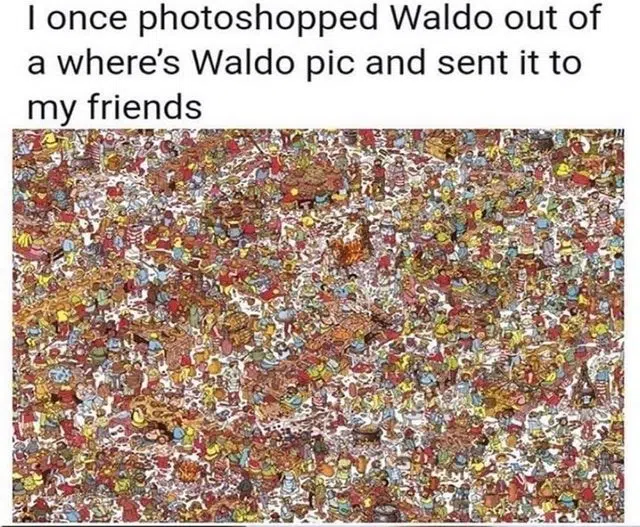 I once photoshopped Waldo out of
a where's Waldo pic and sent it to
my friends